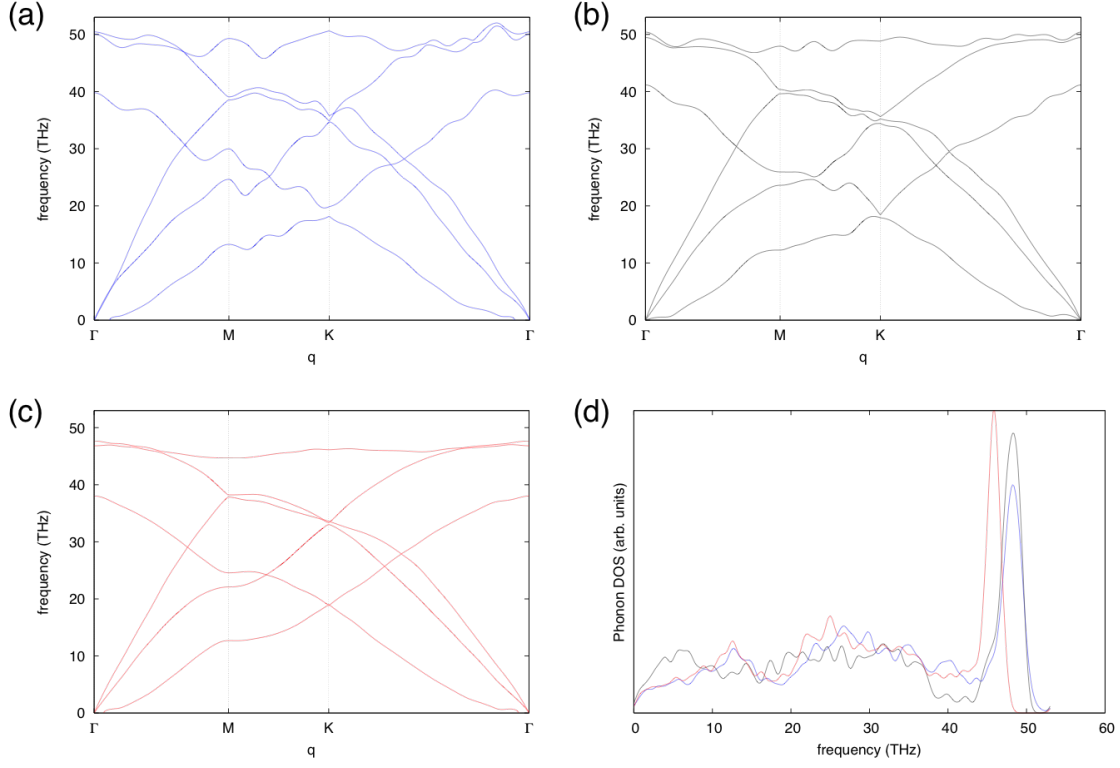 (a)
50
40
30
20
10
0
frequency (THz)
Γ M K Γ
q
(b)
50
40
30
20
10
0
frequency (THz)
Γ M K Γ
q
(c)
50
40
30
20
10
0
frequency (THz)
Γ M K Γ
q
(d)
Phonon DOS (arb. units)
0 10 20 30 40 50 60
frequency (THz)